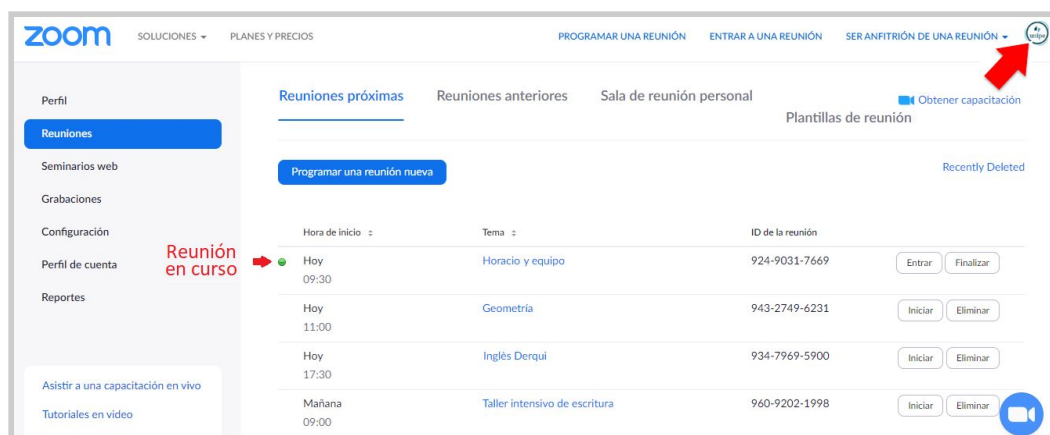 zoom SOLUCIONES PLANES Y PRECIOS PROGRAMAR UNA REUNIÓN ENTRAR A UNA REUNIÓN SER ANFITRIÓN DE UNA REUNIÓN
Perfil
Reuniones
Seminarios web
Grabaciones
Configuración
Perfil de cuenta
Reportes
Asistir a una capacitación en vivo
Tutoriales en video
Reuniones próximas Reuniones anteriores Sala de reunión personal Obtener capacitación
Plantillas de reunión
Programar una reunión nueva Recently Deleted
Hora de inicio Tema ID de la reunión
Reunión
en curso
Hoy Horacio y equipo 924-9031-7669 Entrar Finalizar
09:30
Hoy Geometría 943-2749-6231 Iniciar Eliminar
11:00
Hoy Inglés Derqui 934-7969-5900 Iniciar Eliminar
17:30
Mañana Taller intensivo de escritura 960-9202-1998 Iniciar Eliminar
09:00